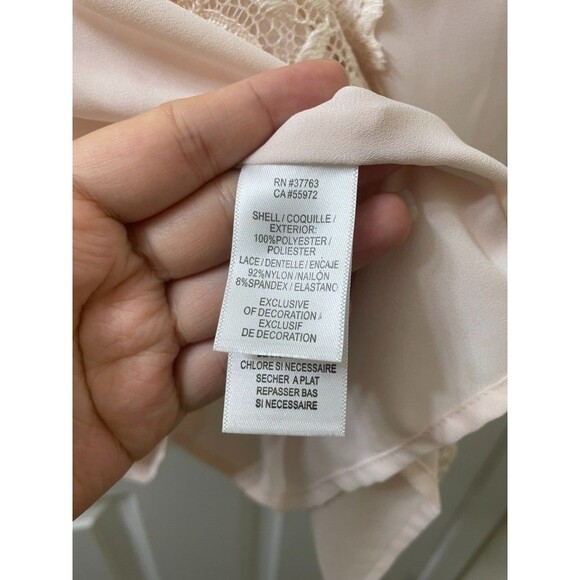 RN #37763
CA #55972
SHELL / COQUILLE /
EXTERIOR:
100%POLYESTER /
POLIESTER
LACE / DENTELLE / ENCAJE
92%NYLON /NAILÓN
8%SPANDEX / ELASTANO
EXCLUSIVE
OF DECORATION /
EXCLUSIF
DE DECORATION
CHLORE SI NECESSAIRE
SECHER A PLAT
REPASSER BAS
SI NECESSAIRE